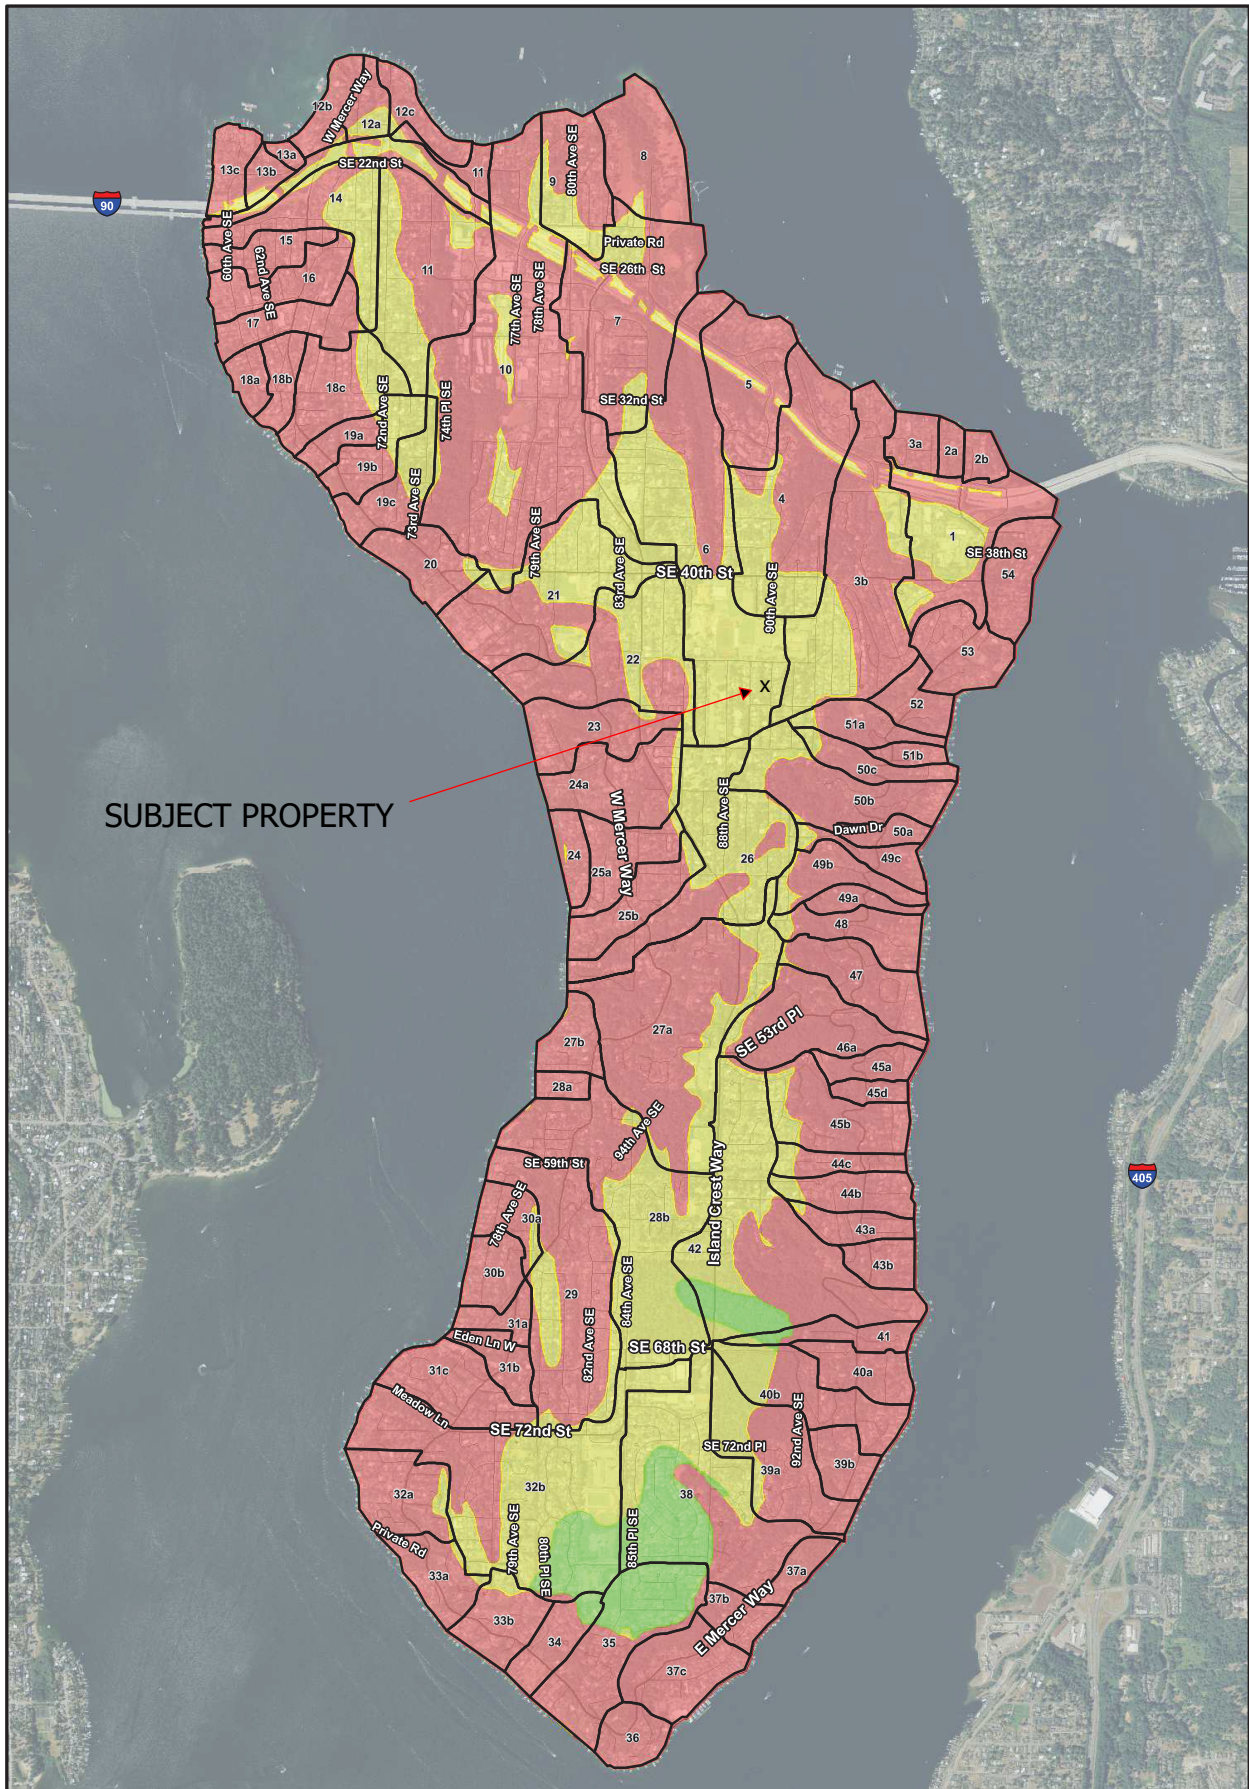 12b
W Mercer Way
12c
12a
13a
13c
13b
SE 22nd St
11
9
80th Ave SE
8
90
14
60th Ave SE
15
62nd Ave SE
16
11
Private Rd
SE 26th St
77th Ave SE
78th Ave SE
17
7
10
18a
18b
18c
72nd Ave SE
74th Pl SE
SE 32nd St
5
19a
19b
19c
73rd Ave SE
3a
2a
2b
4
20
79th Ave SE
83rd Ave SE
6
SE 40th St
1
SE 38th St
54
21
90th Ave SE
3b
22
53
X
23
52
51a
51b
50c
24a
50b
SUBJECT PROPERTY
W Mercer Way
88th Ave SE
Dawn Dr
50a
24
25a
26
49b
49c
49a
25b
48
47
27a
SE 53rd Pl
27b
46a
45a
28a
45d
94th Ave SE
45b
SE 59th St
Island Crest Way
44c
405
78th Ave SE
30a
28b
44b
42
43a
30b
29
84th Ave SE
43b
31a
82nd Ave SE
Eden Ln W
SE 68th St
41
31c
31b
40a
Meadow Ln
40b
92nd Ave SE
SE 72nd St
SE 72nd Pl
39a
39b
32a
32b
38
Private Rd
79th Ave SE
80th Pl SE
85th Pl SE
33a
37a
33b
37b
E Mercer Way
34
35
37c
36